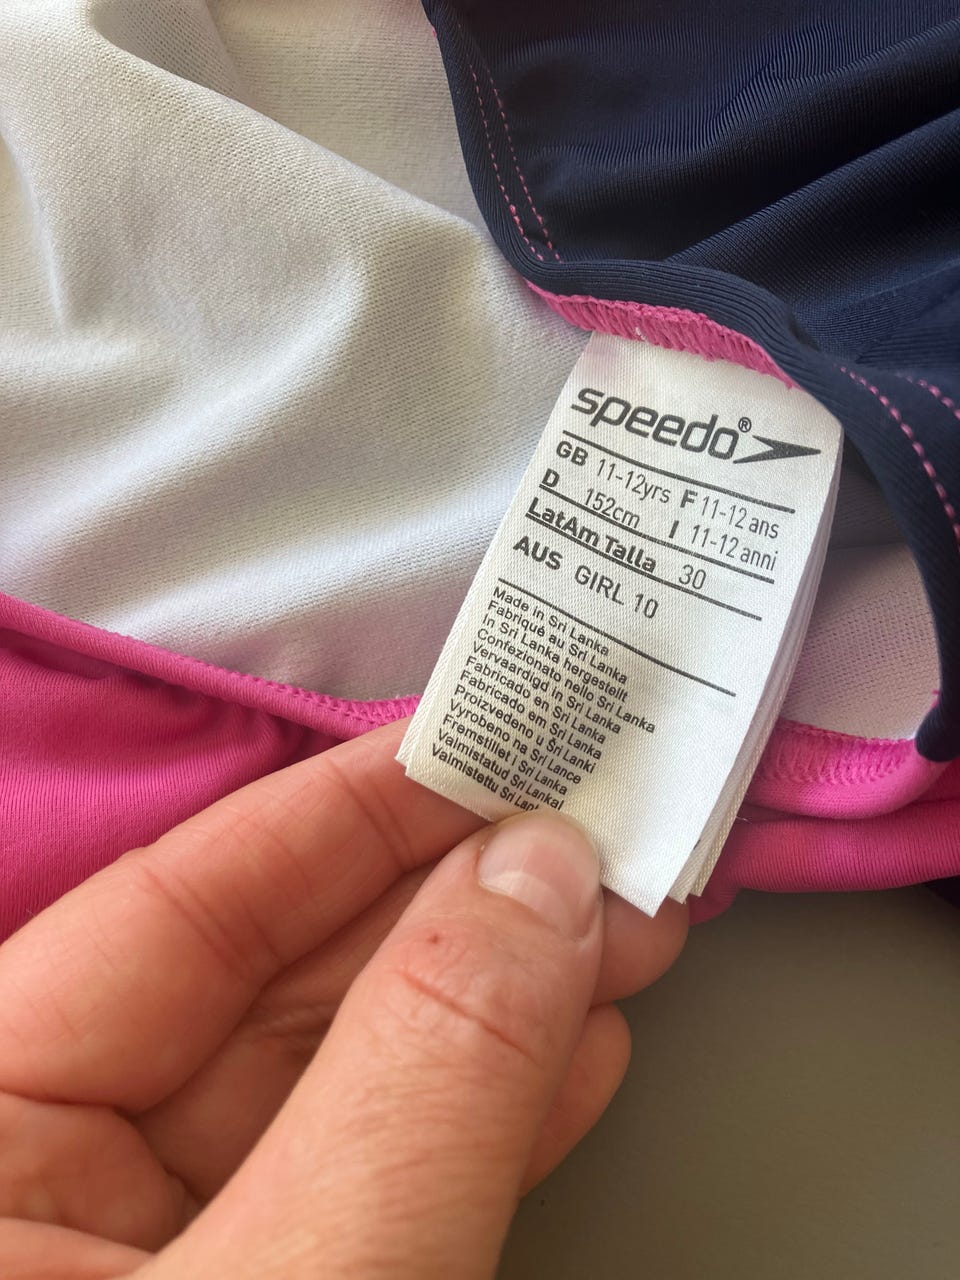 speedo®
GB 11-12yrs F 11-12 ans
D 152cm I 11-12 anni
LatAm Talla 30
AUS GIRL 10
Made in Sri Lanka
Fabriqué au Sri Lanka
In Sri Lanka hergestellt
Confezionato nello Sri Lanka
Vervaardigd in Sri Lanka
Fabricado en Sri Lanka
Fabricado em Sri Lanka
Proizvedeno u Šri Lanki
Vyrobeno na Srí Lance
Fremstillet i Sri Lanka
Valmistatud Sri Lankal
Valmistettu Sri